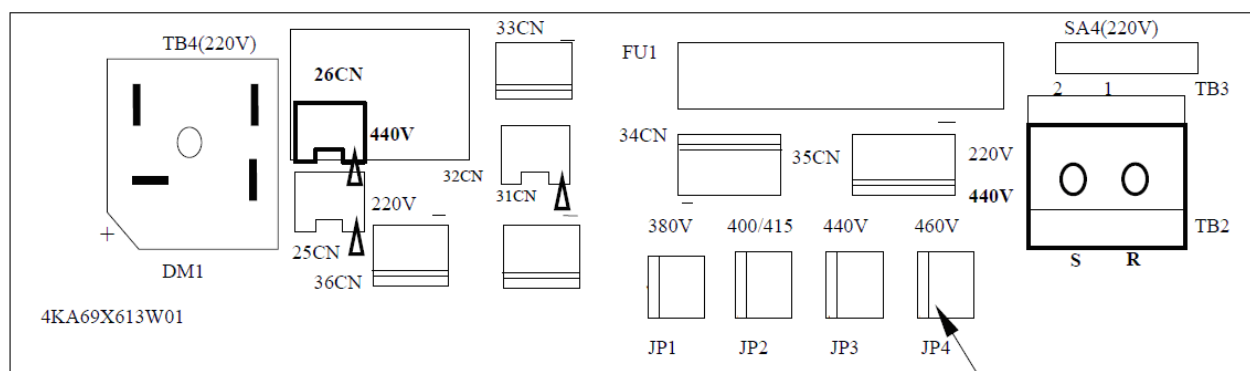 TB4(220V)
33CN
FU1
SA4(220V)
26CN
2
1
TB3
440V
34CN
35CN
220V
32CN
31CN
440V
220V
380V
400/415
440V
460V
TB2
25CN
S
R
DM1
36CN
+
4KA69X613W01
JP1
JP2
JP3
JP4